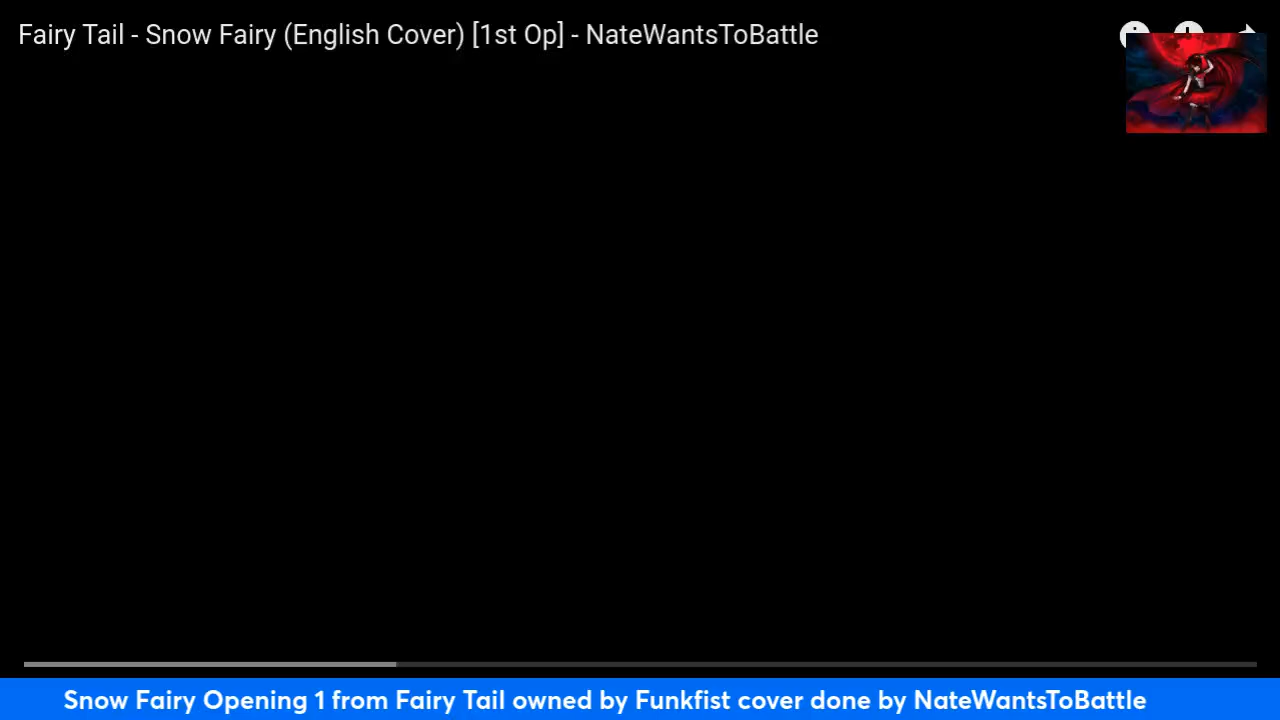 Fairy Tail - Snow Fairy (English Cover) [1st Op] - NateWantsToBattle
Snow Fairy Opening 1 from Fairy Tail owned by Funkfist cover done by NateWantsToBattle